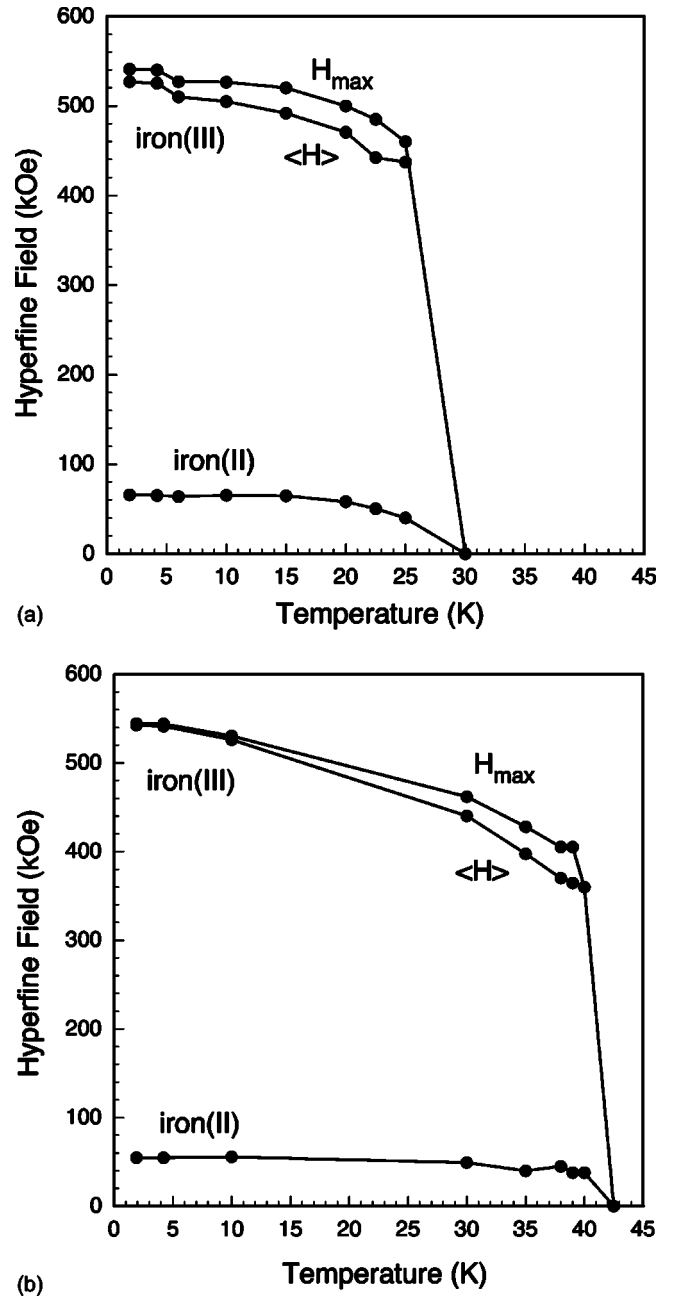 600
500
400
300
200
100
0
Hyperfine Field (kOe)
H_max
iron(III)
<H>
iron(II)
0 5 10 15 20 25 30 35 40 45
(a)
Temperature (K)
600
500
400
300
200
100
0
Hyperfine Field (kOe)
iron(III)
H_max
<H>
iron(II)
0 5 10 15 20 25 30 35 40 45
(b)
Temperature (K)